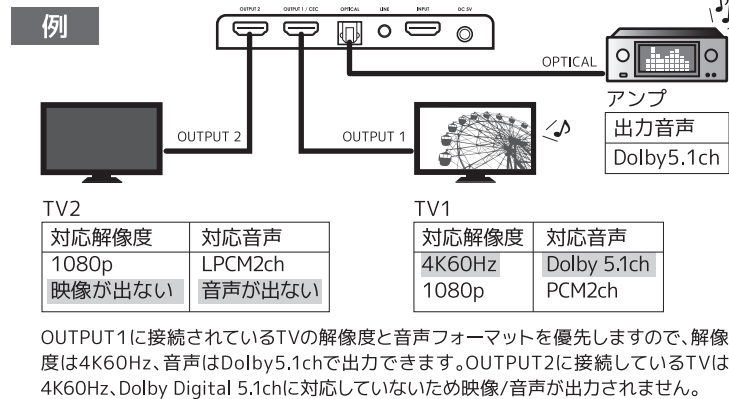 例
OUTPUT 2 OUTPUT 1 / CEC OPTICAL LINE INPUT DC 5V
OPTICAL
アンプ
出力音声
Dolby5.1ch
OUTPUT 2
OUTPUT 1
TV2
対応解像度 対応音声
1080p LPCM2ch
映像が出ない 音声が出ない
TV1
対応解像度 対応音声
4K60Hz Dolby 5.1ch
1080p PCM2ch
OUTPUT1に接続されているTVの解像度と音声フォーマットを優先しますので、解像
度は4K60Hz、音声はDolby5.1chで出力できます。OUTPUT2に接続しているTVは
4K60Hz、Dolby Digital 5.1chに対応していないため映像/音声が出力されません。